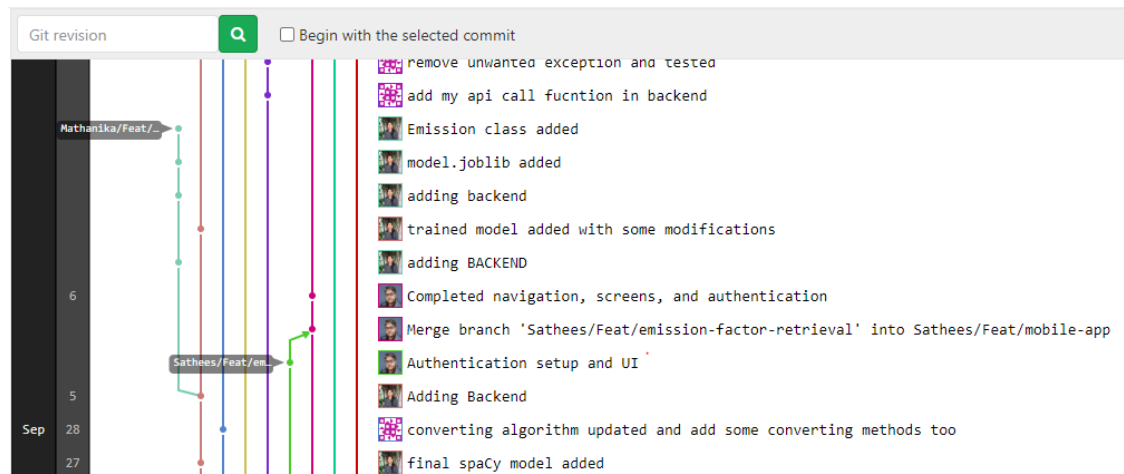 Git revision
Begin with the selected commit
remove unwanted exception and tested
add my api call fucntion in backend
Mathanika/Feat/… Emission class added
model.joblib added
adding backend
trained model added with some modifications
adding BACKEND
6 Completed navigation, screens, and authentication
Merge branch 'Sathees/Feat/emission-factor-retrieval' into Sathees/Feat/mobile-app
Sathees/Feat/em… Authentication setup and UI
5 Adding Backend
Sep 28 converting algorithm updated and add some converting methods too
27 final spaCy model added